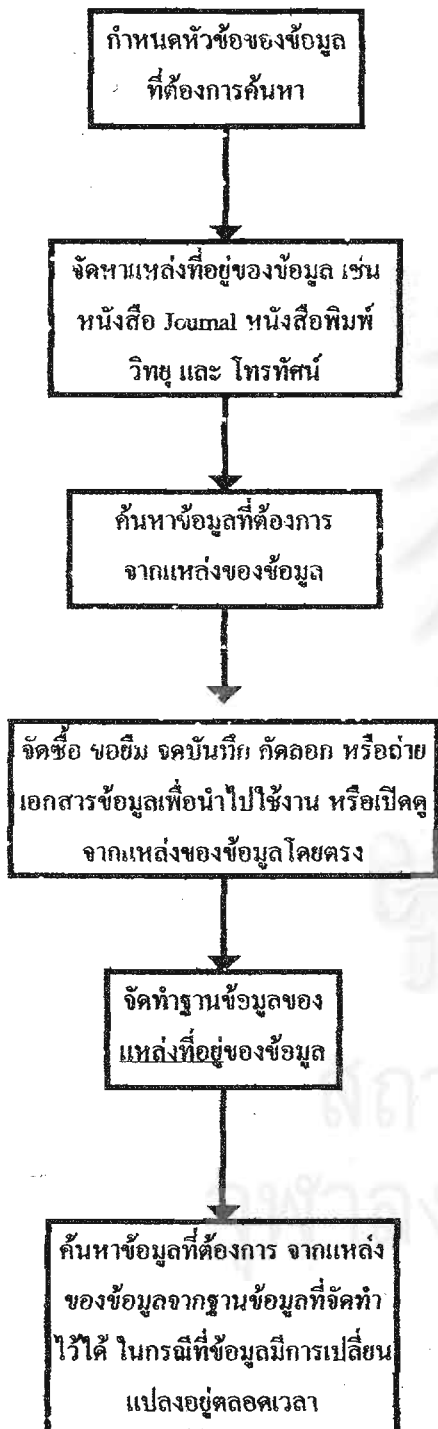 กำหนดหัวข้อของข้อมูล
ที่ต้องการค้นหา
จัดหาแหล่งที่อยู่ของข้อมูล เช่น
หนังสือ Journal หนังสือพิมพ์
วิทยุ และ โทรทัศน์
ค้นหาข้อมูลที่ต้องการ
จากแหล่งของข้อมูล
จัดซื้อ ขอยืม จดบันทึก คัดลอก หรือถ่าย
เอกสารข้อมูลเพื่อนำไปใช้งาน หรือเปิดดู
จากแหล่งของข้อมูลโดยตรง
จัดทำฐานข้อมูลของ
แหล่งที่อยู่ของข้อมูล
ค้นหาข้อมูลที่ต้องการ จากแหล่ง
ของข้อมูลจากฐานข้อมูลที่จัดทำ
ไว้ได้ ในกรณีที่ข้อมูลมีการเปลี่ยน
แปลงอยู่ตลอดเวลา